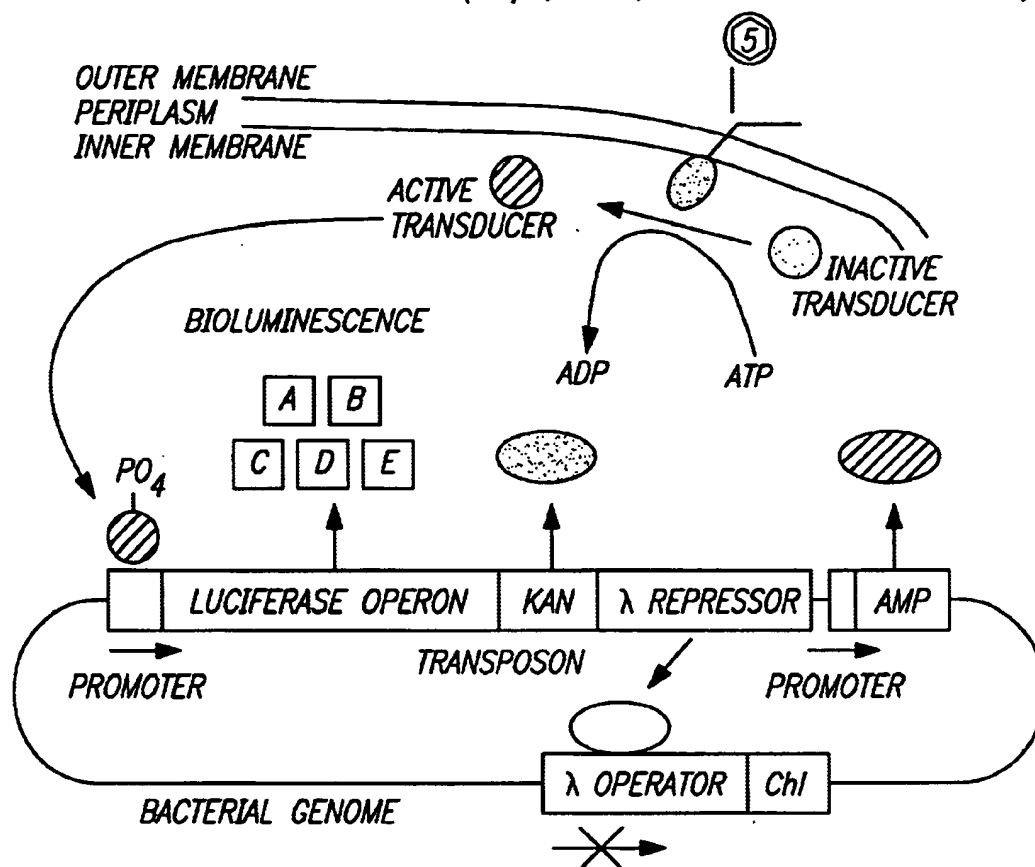 5
OUTER MEMBRANE
PERIPLASM
INNER MEMBRANE
ACTIVE
TRANSDUCER
INACTIVE
TRANSDUCER
BIOLUMINESCENCE
ADP
ATP
A B
C D E
PO4
LUCIFERASE OPERON KAN λ REPRESSOR AMP
TRANSPOSON
PROMOTER
PROMOTER
λ OPERATOR Chl
BACTERIAL GENOME